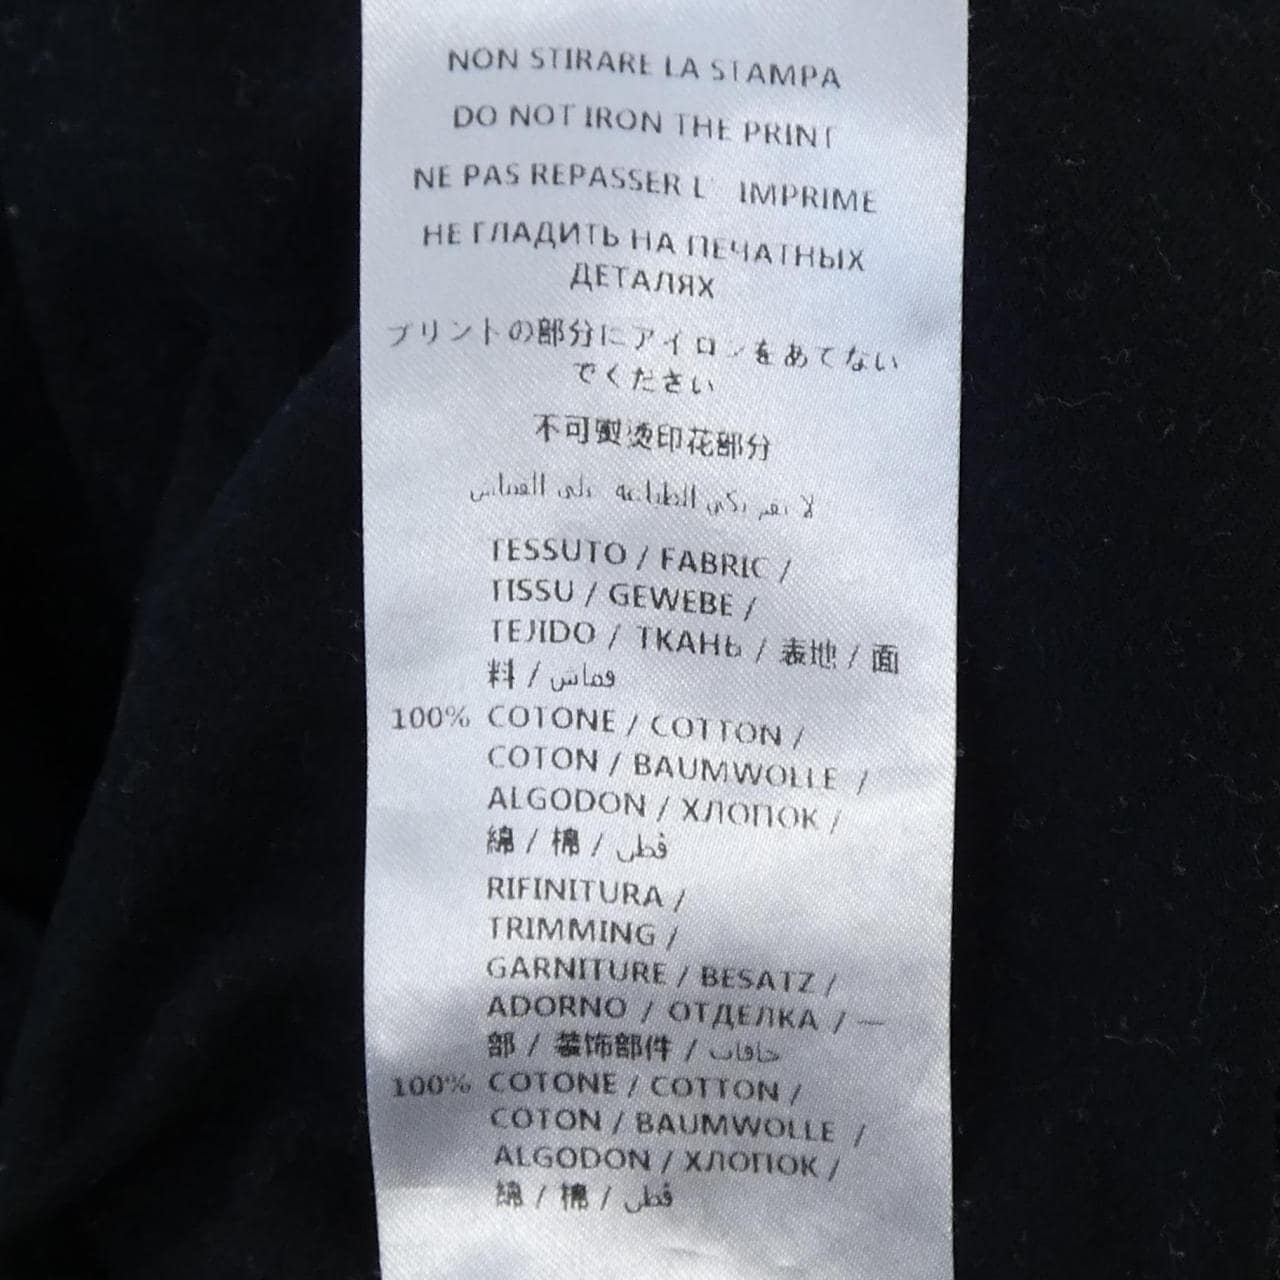 NON STIRARE LA STAMPA
DO NOT IRON THE PRINT
NE PAS REPASSER L' IMPRIME
НЕ ГЛАДИТЬ НА ПЕЧАТНЫХ
ДЕТАЛЯХ
プリントの部分にアイロンをあてない
でください
不可熨烫印花部分
لا الطباعة على القماش
TESSUTO / FABRIC /
TISSU / GEWEBE /
TEJIDO / ТКАНЬ / 表地 / 面
料 / قماش
100% COTONE / COTTON /
COTON / BAUMWOLLE /
ALGODON / ХЛОПОК /
綿 / 棉 / قطن
RIFINITURA /
TRIMMING /
GARNITURE / BESATZ /
ADORNO / ОТДЕЛКА / 一
部 / 装饰部件 / حافات
100% COTONE / COTTON /
COTON / BAUMWOLLE /
ALGODON / ХЛОПОК /
綿 / 棉 / قطن